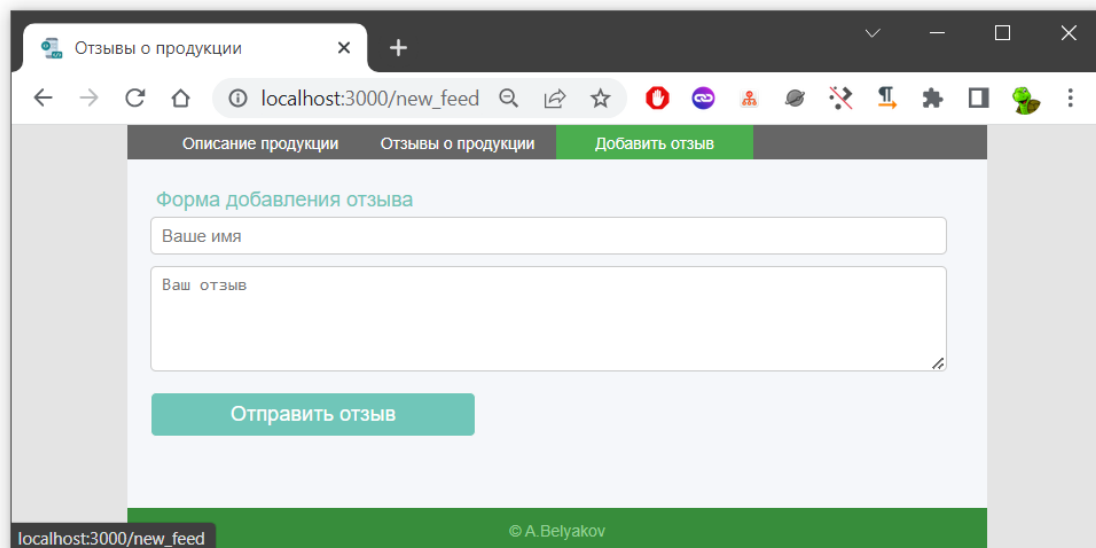 Отзывы о продукции
localhost:3000/new_feed
Описание продукции Отзывы о продукции Добавить отзыв
Форма добавления отзыва
Ваше имя
Ваш отзыв
Отправить отзыв
© A.Belyakov
localhost:3000/new_feed